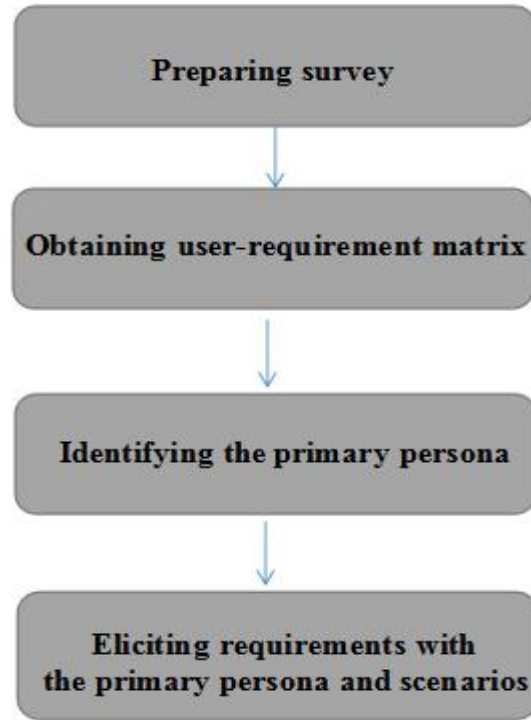 Preparing survey
Obtaining user-requirement matrix
Identifying the primary persona
Eliciting requirements with
the primary persona and scenarios